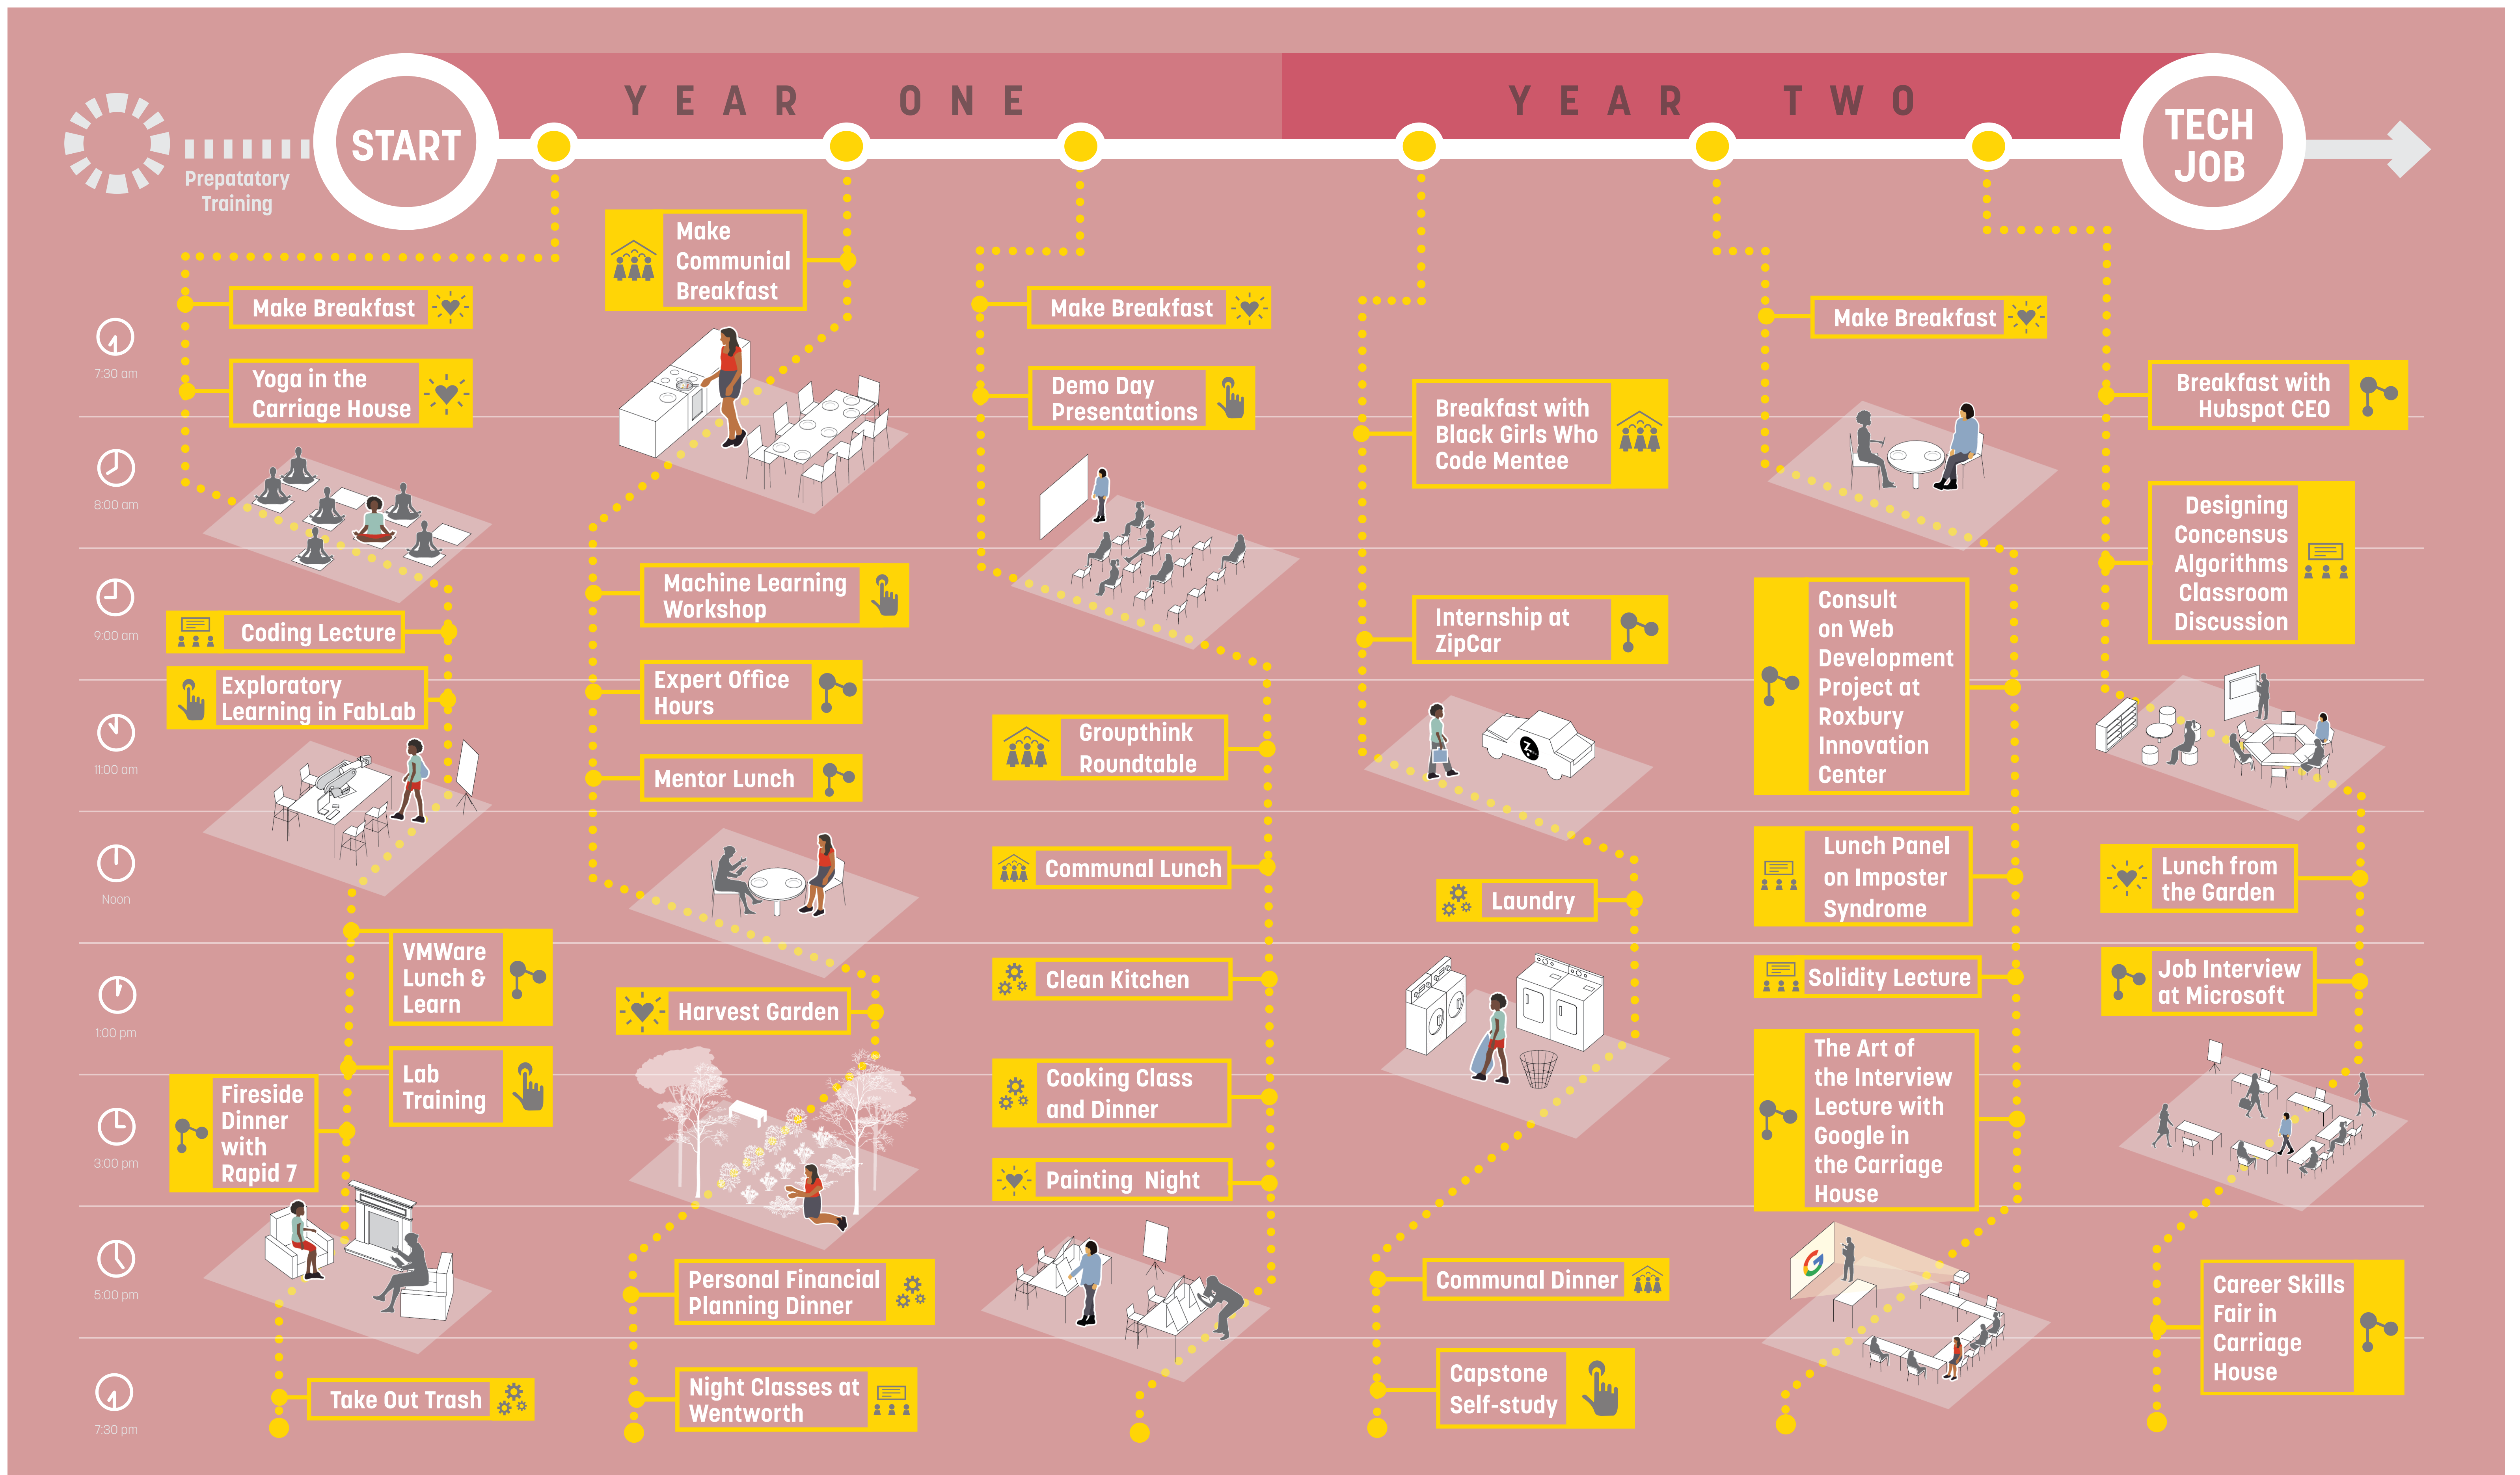 YEAR ONE
YEAR TWO
START
TECH
JOB
Prepatatory
Training
7:30 am
8:00 am
9:00 am
11:00 am
Noon
1:00 pm
3:00 pm
5:00 pm
7:30 pm
Make Breakfast
Yoga in the
Carriage House
Coding Lecture
Exploratory
Learning in FabLab
VMWare
Lunch &
Learn
Lab
Training
Fireside
Dinner
with
Rapid 7
Take Out Trash
Make
Communial
Breakfast
Machine Learning
Workshop
Expert Office
Hours
Mentor Lunch
Harvest Garden
Personal Financial
Planning Dinner
Night Classes at
Wentworth
Make Breakfast
Demo Day
Presentations
Groupthink
Roundtable
Communal Lunch
Clean Kitchen
Cooking Class
and Dinner
Painting Night
Breakfast with
Black Girls Who
Code Mentee
Internship at
ZipCar
Laundry
Communal Dinner
Capstone
Self-study
Make Breakfast
Consult
on Web
Development
Project at
Roxbury
Innovation
Center
Lunch Panel
on Imposter
Syndrome
Solidity Lecture
The Art of
the Interview
Lecture with
Google in
the Carriage
House
G
Breakfast with
Hubspot CEO
Designing
Concensus
Algorithms
Classroom
Discussion
Lunch from
the Garden
Job Interview
at Microsoft
Career Skills
Fair in
Carriage
House